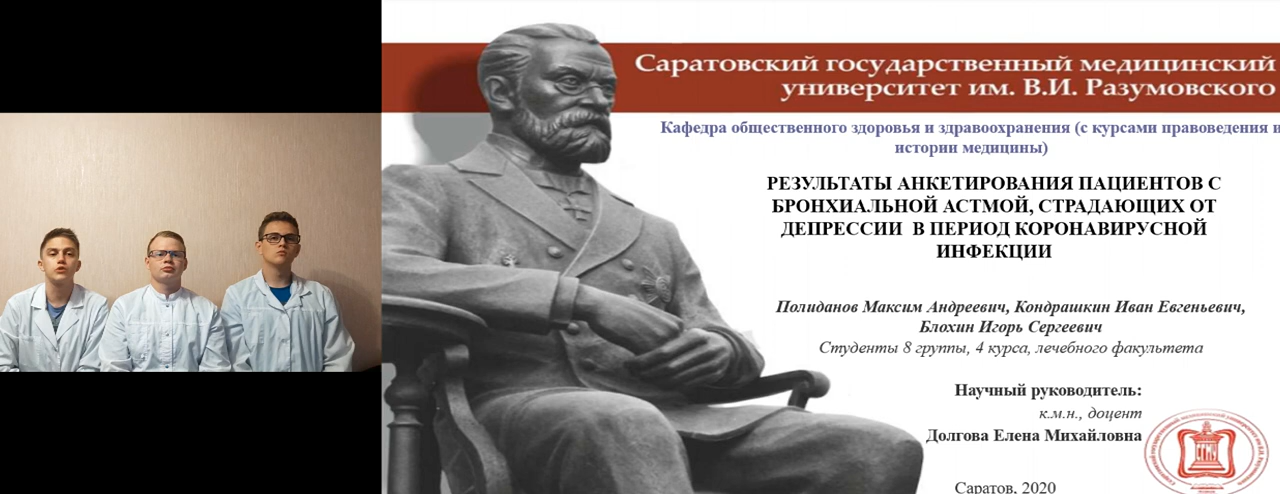 Саратовский государственный медицинский
университет им. В.И. Разумовского
Кафедра общественного здоровья и здравоохранения (с курсами правоведения и
истории медицины)
РЕЗУЛЬТАТЫ АНКЕТИРОВАНИЯ ПАЦИЕНТОВ С
БРОНХИАЛЬНОЙ АСТМОЙ, СТРАДАЮЩИХ ОТ
ДЕПРЕССИИ В ПЕРИОД КОРОНАВИРУСНОЙ
ИНФЕКЦИИ
Полиданов Максим Андреевич, Кондрашкин Иван Евгеньевич,
Блохин Игорь Сергеевич
Студенты 8 группы, 4 курса, лечебного факультета
Научный руководитель:
к.м.н., доцент
Долгова Елена Михайловна
Саратов, 2020